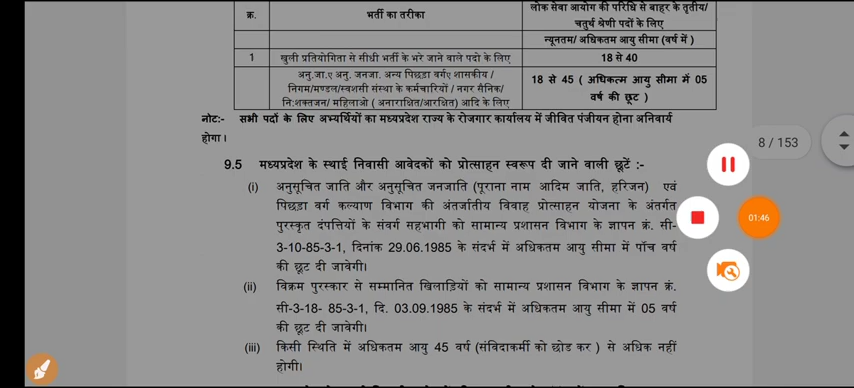 क्र.
भर्ती का तरीका
लोक सेवा आयोग की परिधि से बाहर के तृतीय/
चतुर्थ श्रेणी पदों के लिए
न्यूनतम/ अधिकतम आयु सीमा (वर्ष में )
1
खुली प्रतियोगिता से सीधी भर्ती के भरे जाने वाले पदो के लिए
18 से 40
अनु.जा.ए अनु. जनजा. अन्य पिछड़ा वर्गए शासकीय /
निगम/मण्डल/स्वशसी संस्था के कर्मचारियों / नगर सैनिक/
नि:शक्तजन/ महिलाओ ( अनारक्षित/आरक्षित) आदि के लिए
18 से 45 ( अधिकत्म आयु सीमा में 05
वर्ष की छूट )
नोट:- सभी पदों के लिए अभ्यर्थियों का मध्यप्रदेश राज्य के रोजगार कार्यालय में जीवित पंजीयन होना अनिवार्य
होगा।
8 / 153
9.5 मध्यप्रदेश के स्थाई निवासी आवेदकों को प्रोत्साहन स्वरूप दी जाने वाली छूटें :-
(i) अनुसूचित जाति और अनुसूचित जनजाति (पूराना नाम आदिम जाति, हरिजन) एवं
पिछड़ा वर्ग कल्याण विभाग की अंतर्जातीय विवाह प्रोत्साहन योजना के अंतर्गत
पुरस्कृत दंपत्तियों के संवर्ग सहभागी को सामान्य प्रशासन विभाग के ज्ञापन क्रं. सी-
3-10-85-3-1, दिनांक 29.06.1985 के संदर्भ में अधिकतम आयु सीमा में पॉच वर्ष
की छूट दी जावेगी।
01:46
(ii) विक्रम पुरस्कार से सम्मानित खिलाड़ियों को सामान्य प्रशासन विभाग के ज्ञापन क्रं.
सी-3-18- 85-3-1, दि. 03.09.1985 के संदर्भ में अधिकतम आयु सीमा में 05 वर्ष
की छूट दी जावेगी।
(iii) किसी स्थिति में अधिकतम आयु 45 वर्ष (संविदाकर्मी को छोड कर ) से अधिक नहीं
होगी।